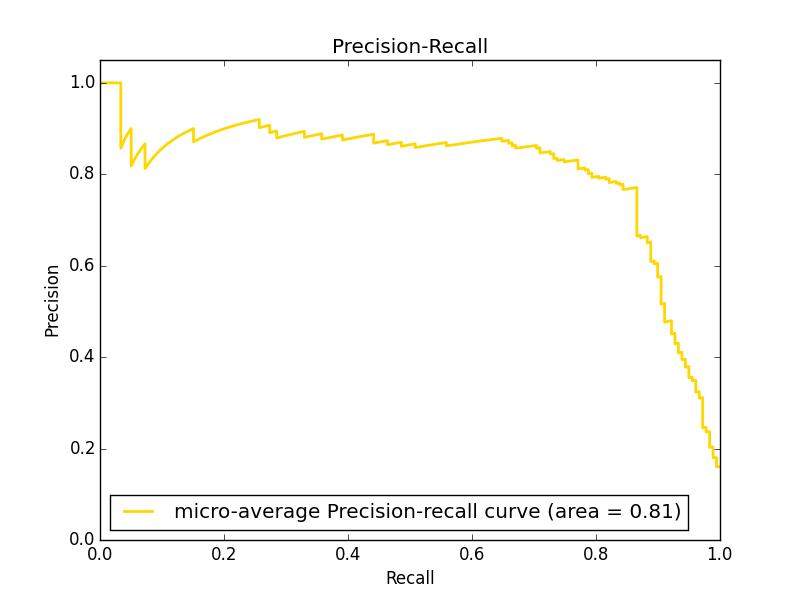 Precision-Recall
1.0
0.8
0.6
0.4
0.2
0.0
Precision
micro-average Precision-recall curve (area = 0.81)
0.0 0.2 0.4 0.6 0.8 1.0
Recall